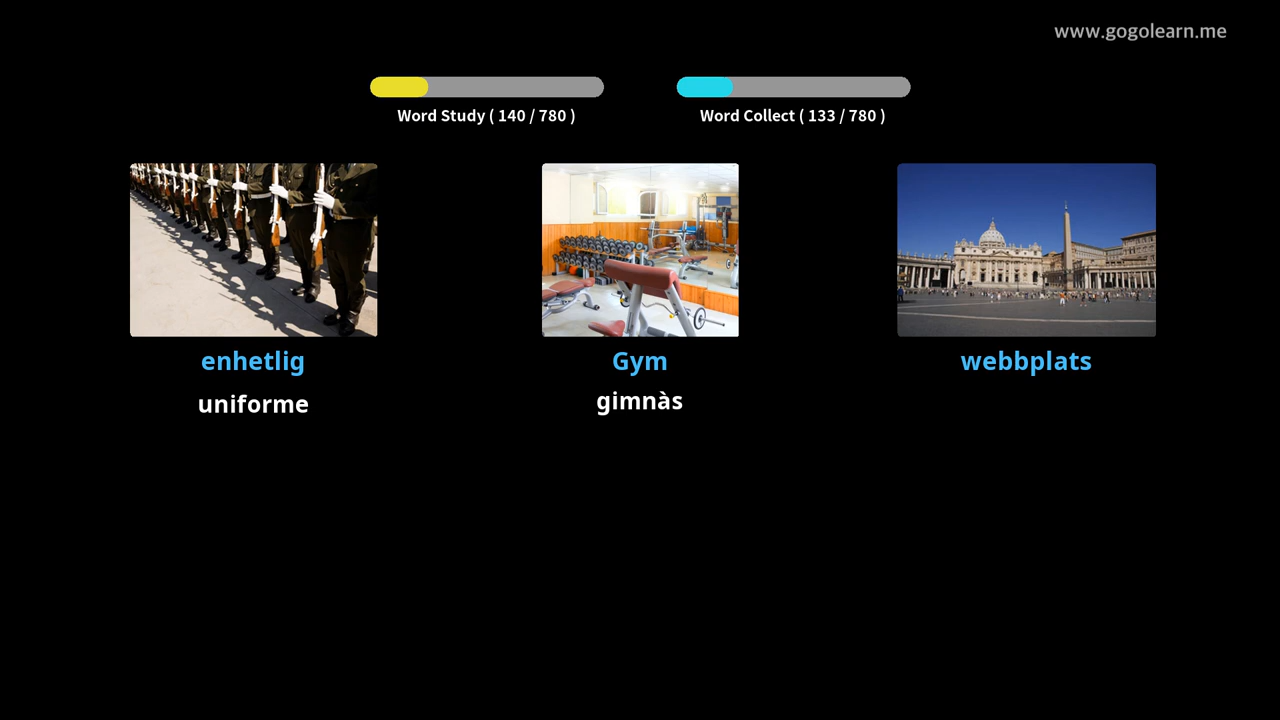 www.gogolearn.me
Word Study ( 140 / 780 )
Word Collect ( 133 / 780 )
enhetlig
uniforme
Gym
gimnàs
webbplats